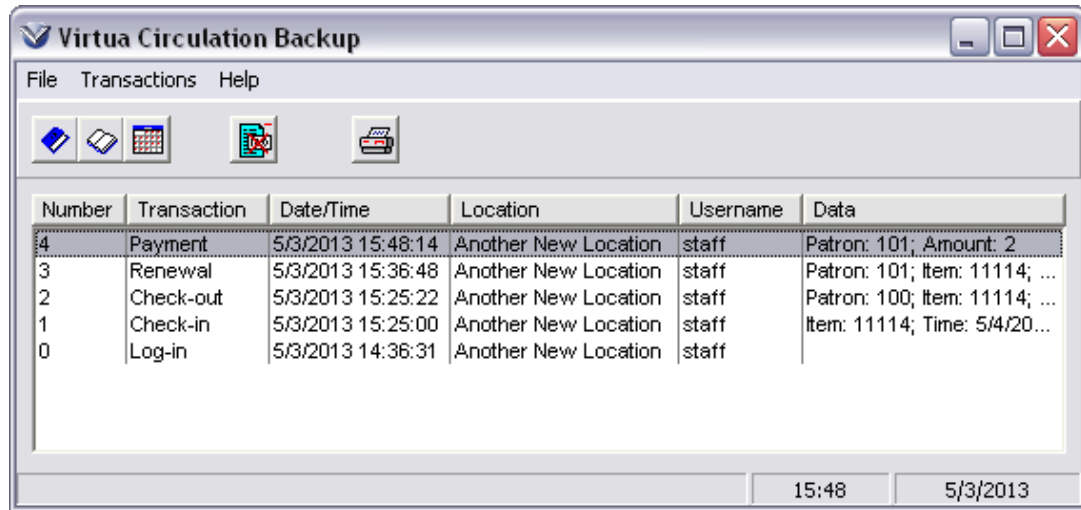 Virtua Circulation Backup
File Transactions Help
Number Transaction Date/Time Location Username Data
4 Payment 5/3/2013 15:48:14 Another New Location staff Patron: 101; Amount: 2
3 Renewal 5/3/2013 15:36:48 Another New Location staff Patron: 101; Item: 11114; ...
2 Check-out 5/3/2013 15:25:22 Another New Location staff Patron: 100; Item: 11114; ...
1 Check-in 5/3/2013 15:25:00 Another New Location staff Item: 11114; Time: 5/4/20...
0 Log-in 5/3/2013 14:36:31 Another New Location staff
15:48 5/3/2013